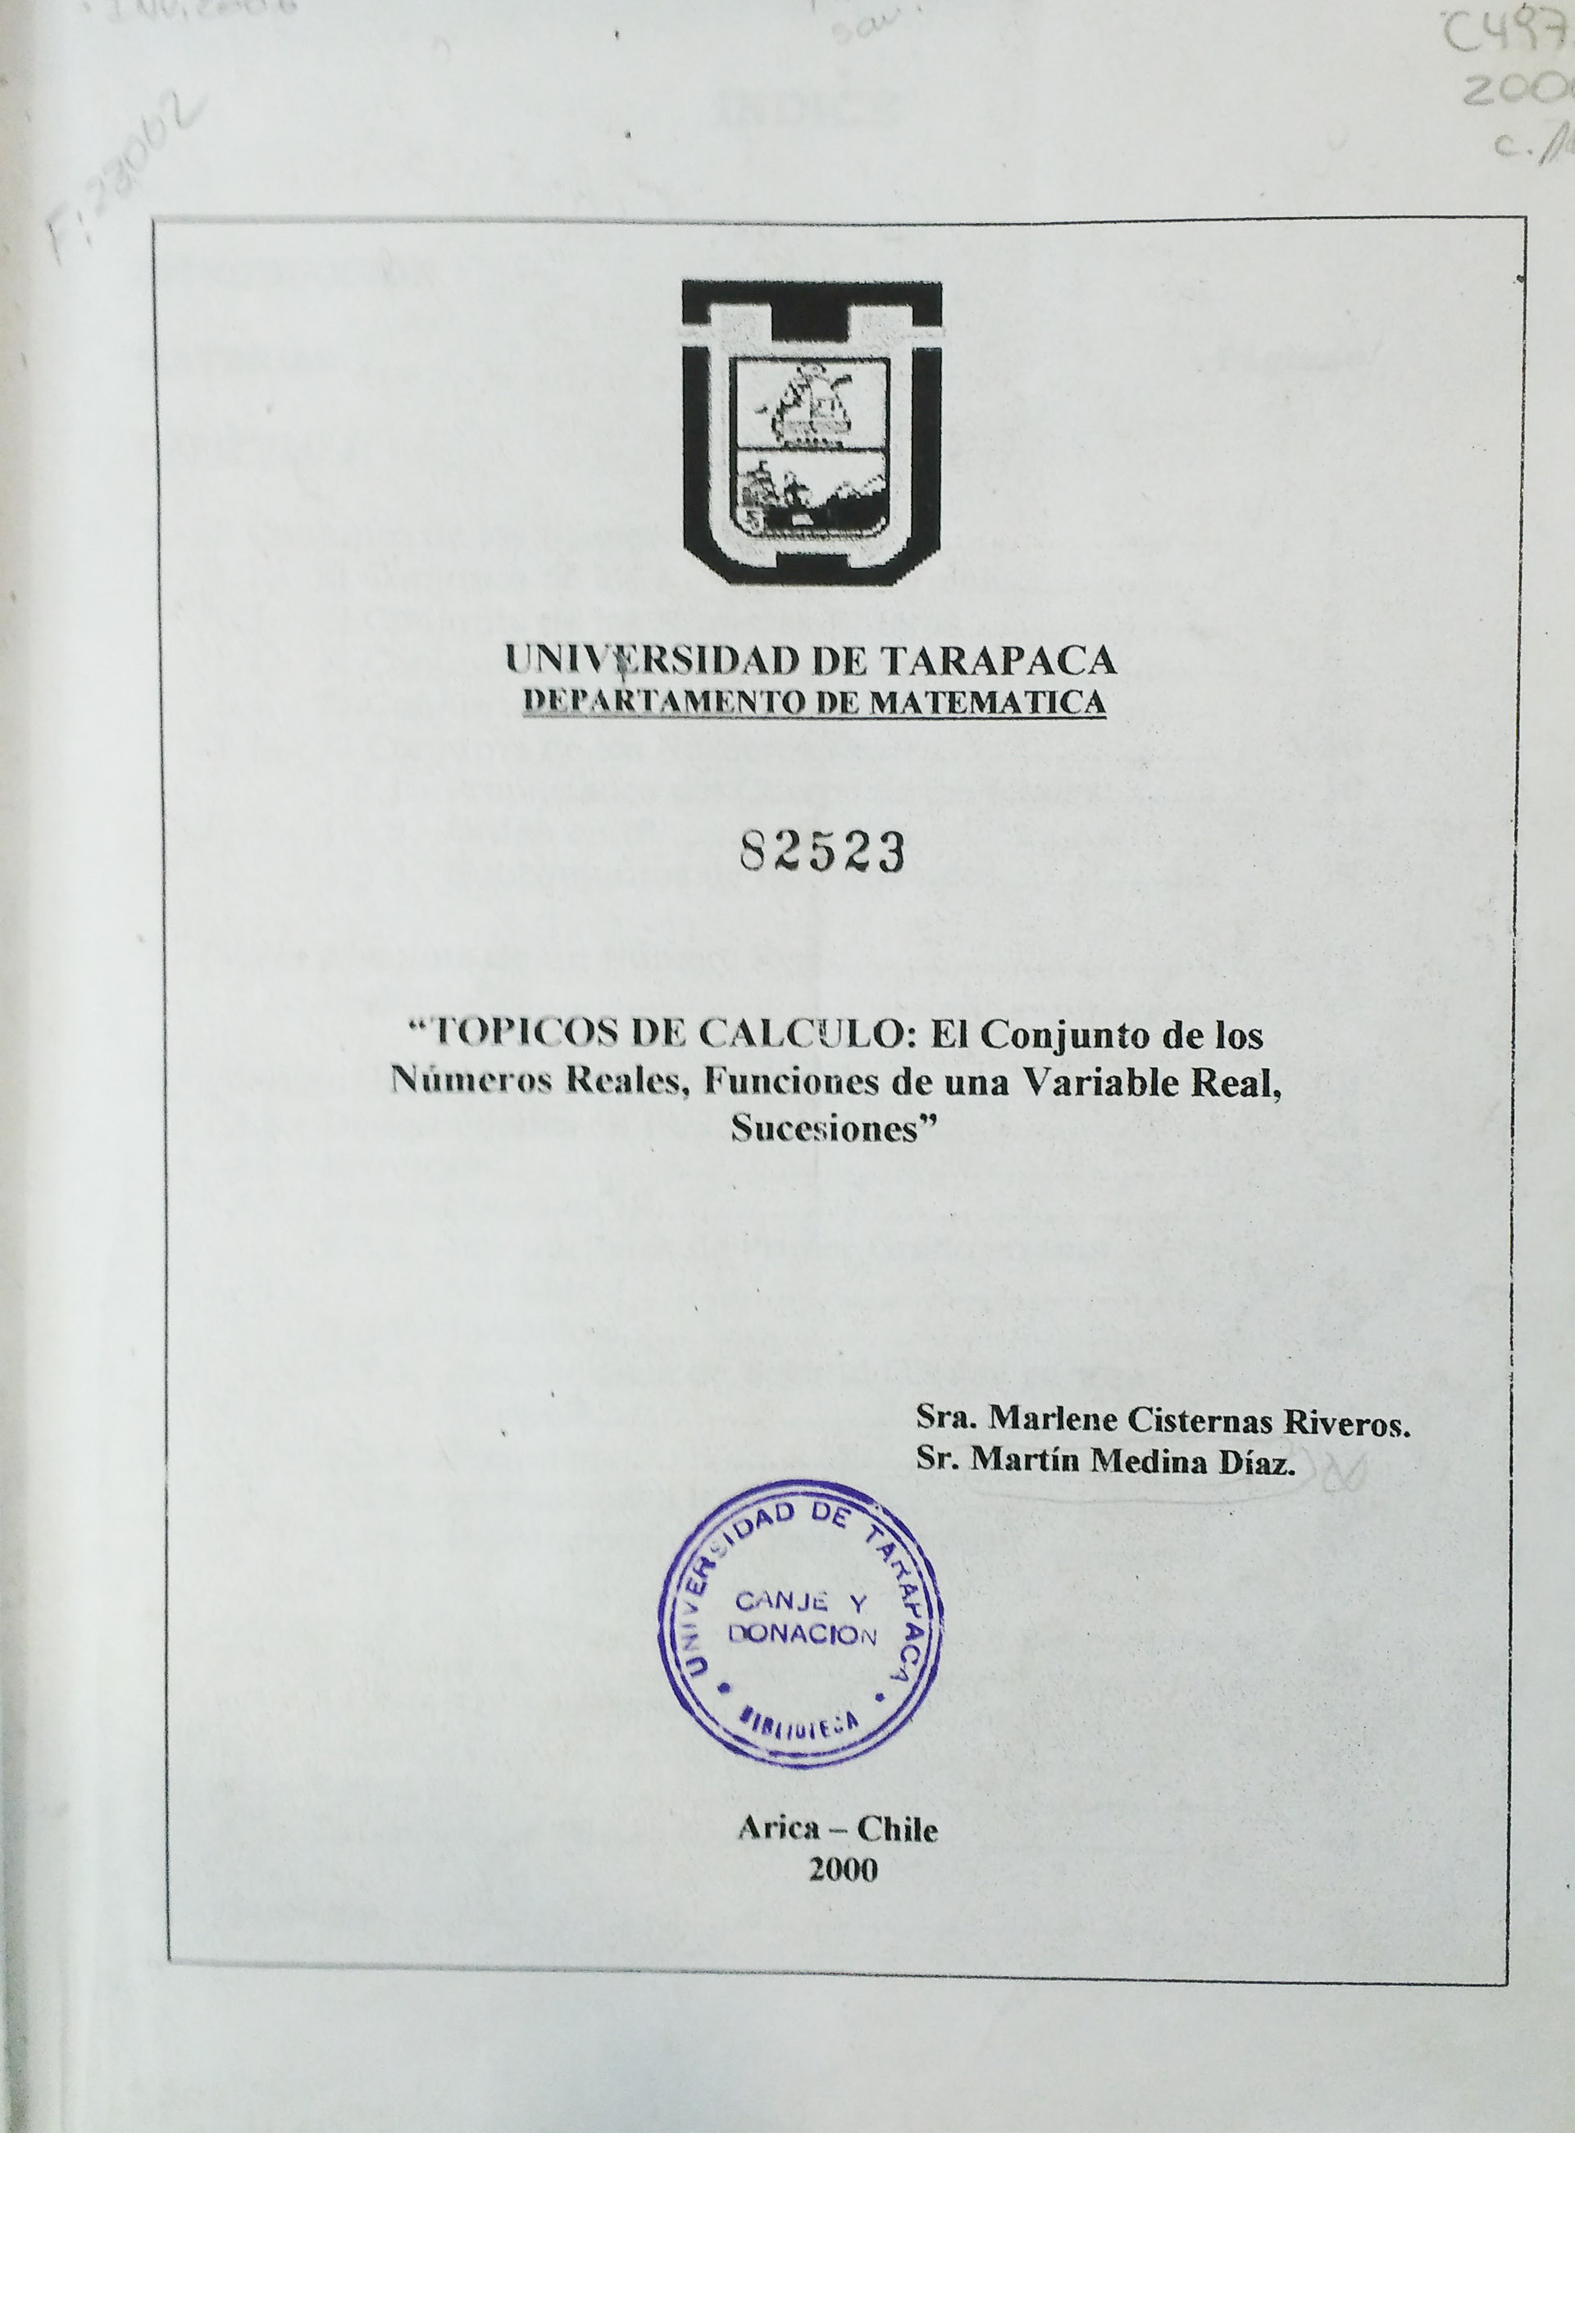 sav.
C497
200
c.
F:23002
UNIVERSIDAD DE TARAPACA
DEPARTAMENTO DE MATEMATICA
82523
“TOPICOS DE CALCULO: El Conjunto de los
Números Reales, Funciones de una Variable Real,
Sucesiones”
Sra. Marlene Cisternas Riveros.
Sr. Martín Medina Díaz.
UNIVERSIDAD DE TARAPACA
CANJE Y
DONACION
BIBLIOTECA
Arica – Chile
2000